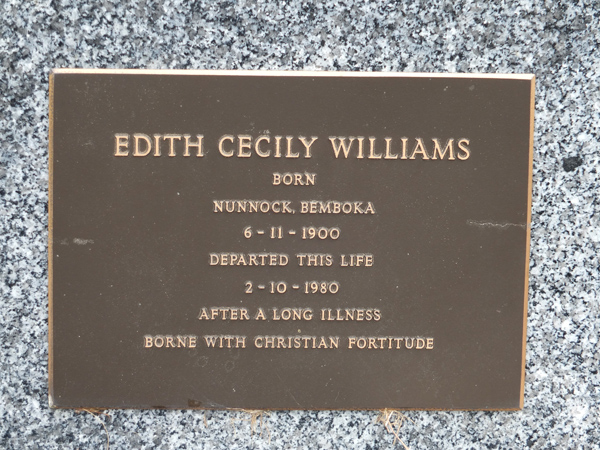 EDITH CECILY WILLIAMS
BORN
NUNNOCK, BEMBOKA
6-11-1900
DEPARTED THIS LIFE
2-10-1980
AFTER A LONG ILLNESS
BORNE WITH CHRISTIAN FORTITUDE